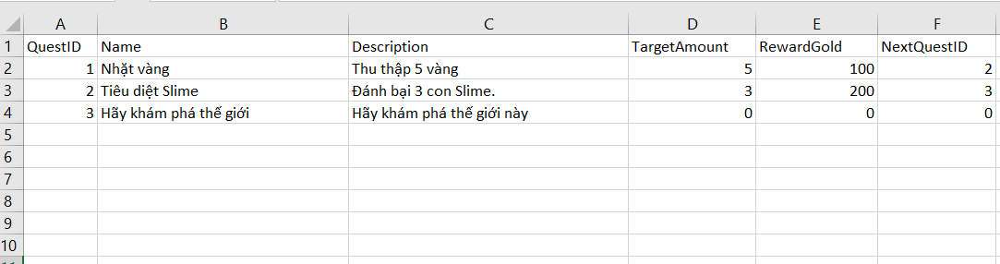 A B C D E F
1 QuestID Name Description TargetAmount RewardGold NextQuestID
2 1 Nhặt vàng Thu thập 5 vàng 5 100 2
3 2 Tiêu diệt Slime Đánh bại 3 con Slime. 3 200 3
4 3 Hãy khám phá thế giới Hãy khám phá thế giới này 0 0 0
5
6
7
8
9
10